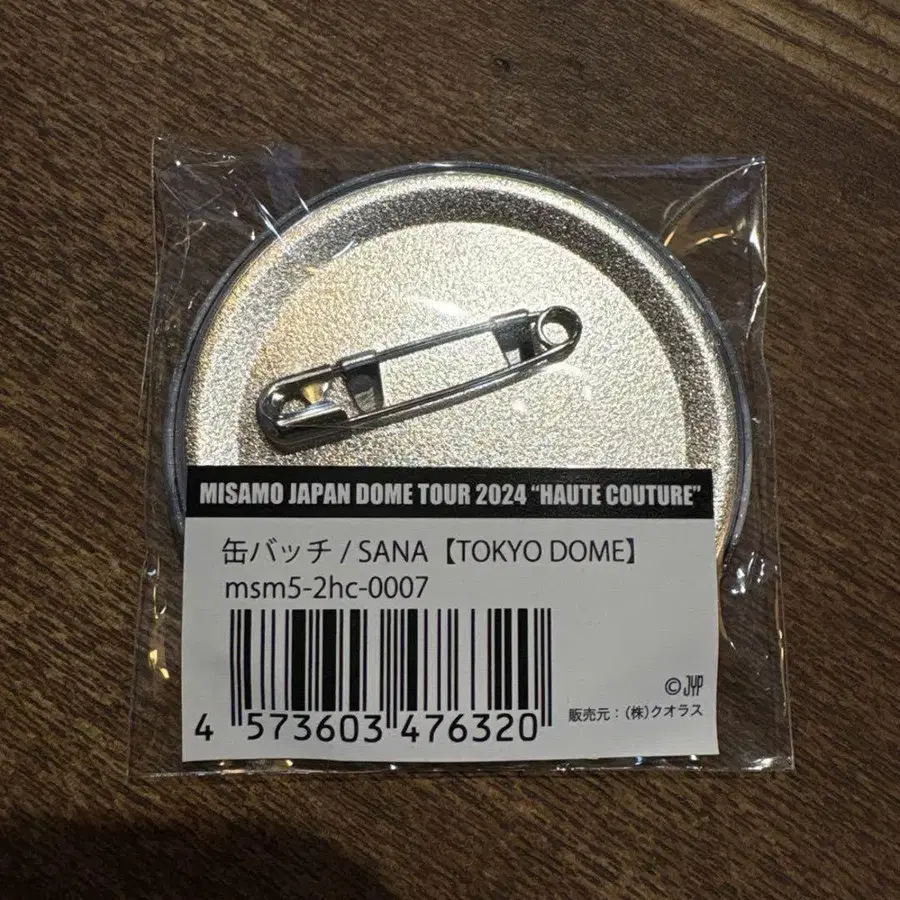 MISAMO JAPAN DOME TOUR 2024 “HAUTE COUTURE”
缶バッチ / SANA【TOKYO DOME】
msm5-2hc-0007
4 573603 476320
© JYP
販売元：（株）クオラス